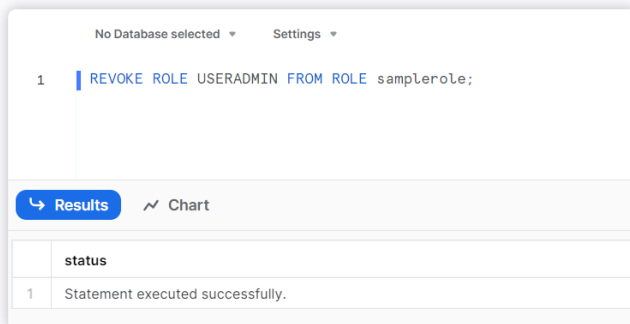 No Database selected Settings
1 REVOKE ROLE USERADMIN FROM ROLE samplerole;
Results Chart
status
1 Statement executed successfully.